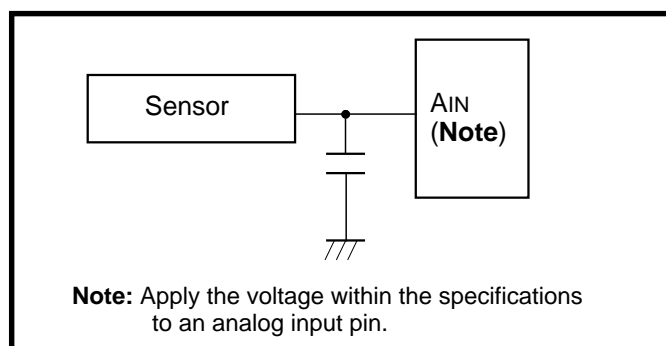 Sensor
AIN
(Note)
Note: Apply the voltage within the specifications
to an analog input pin.